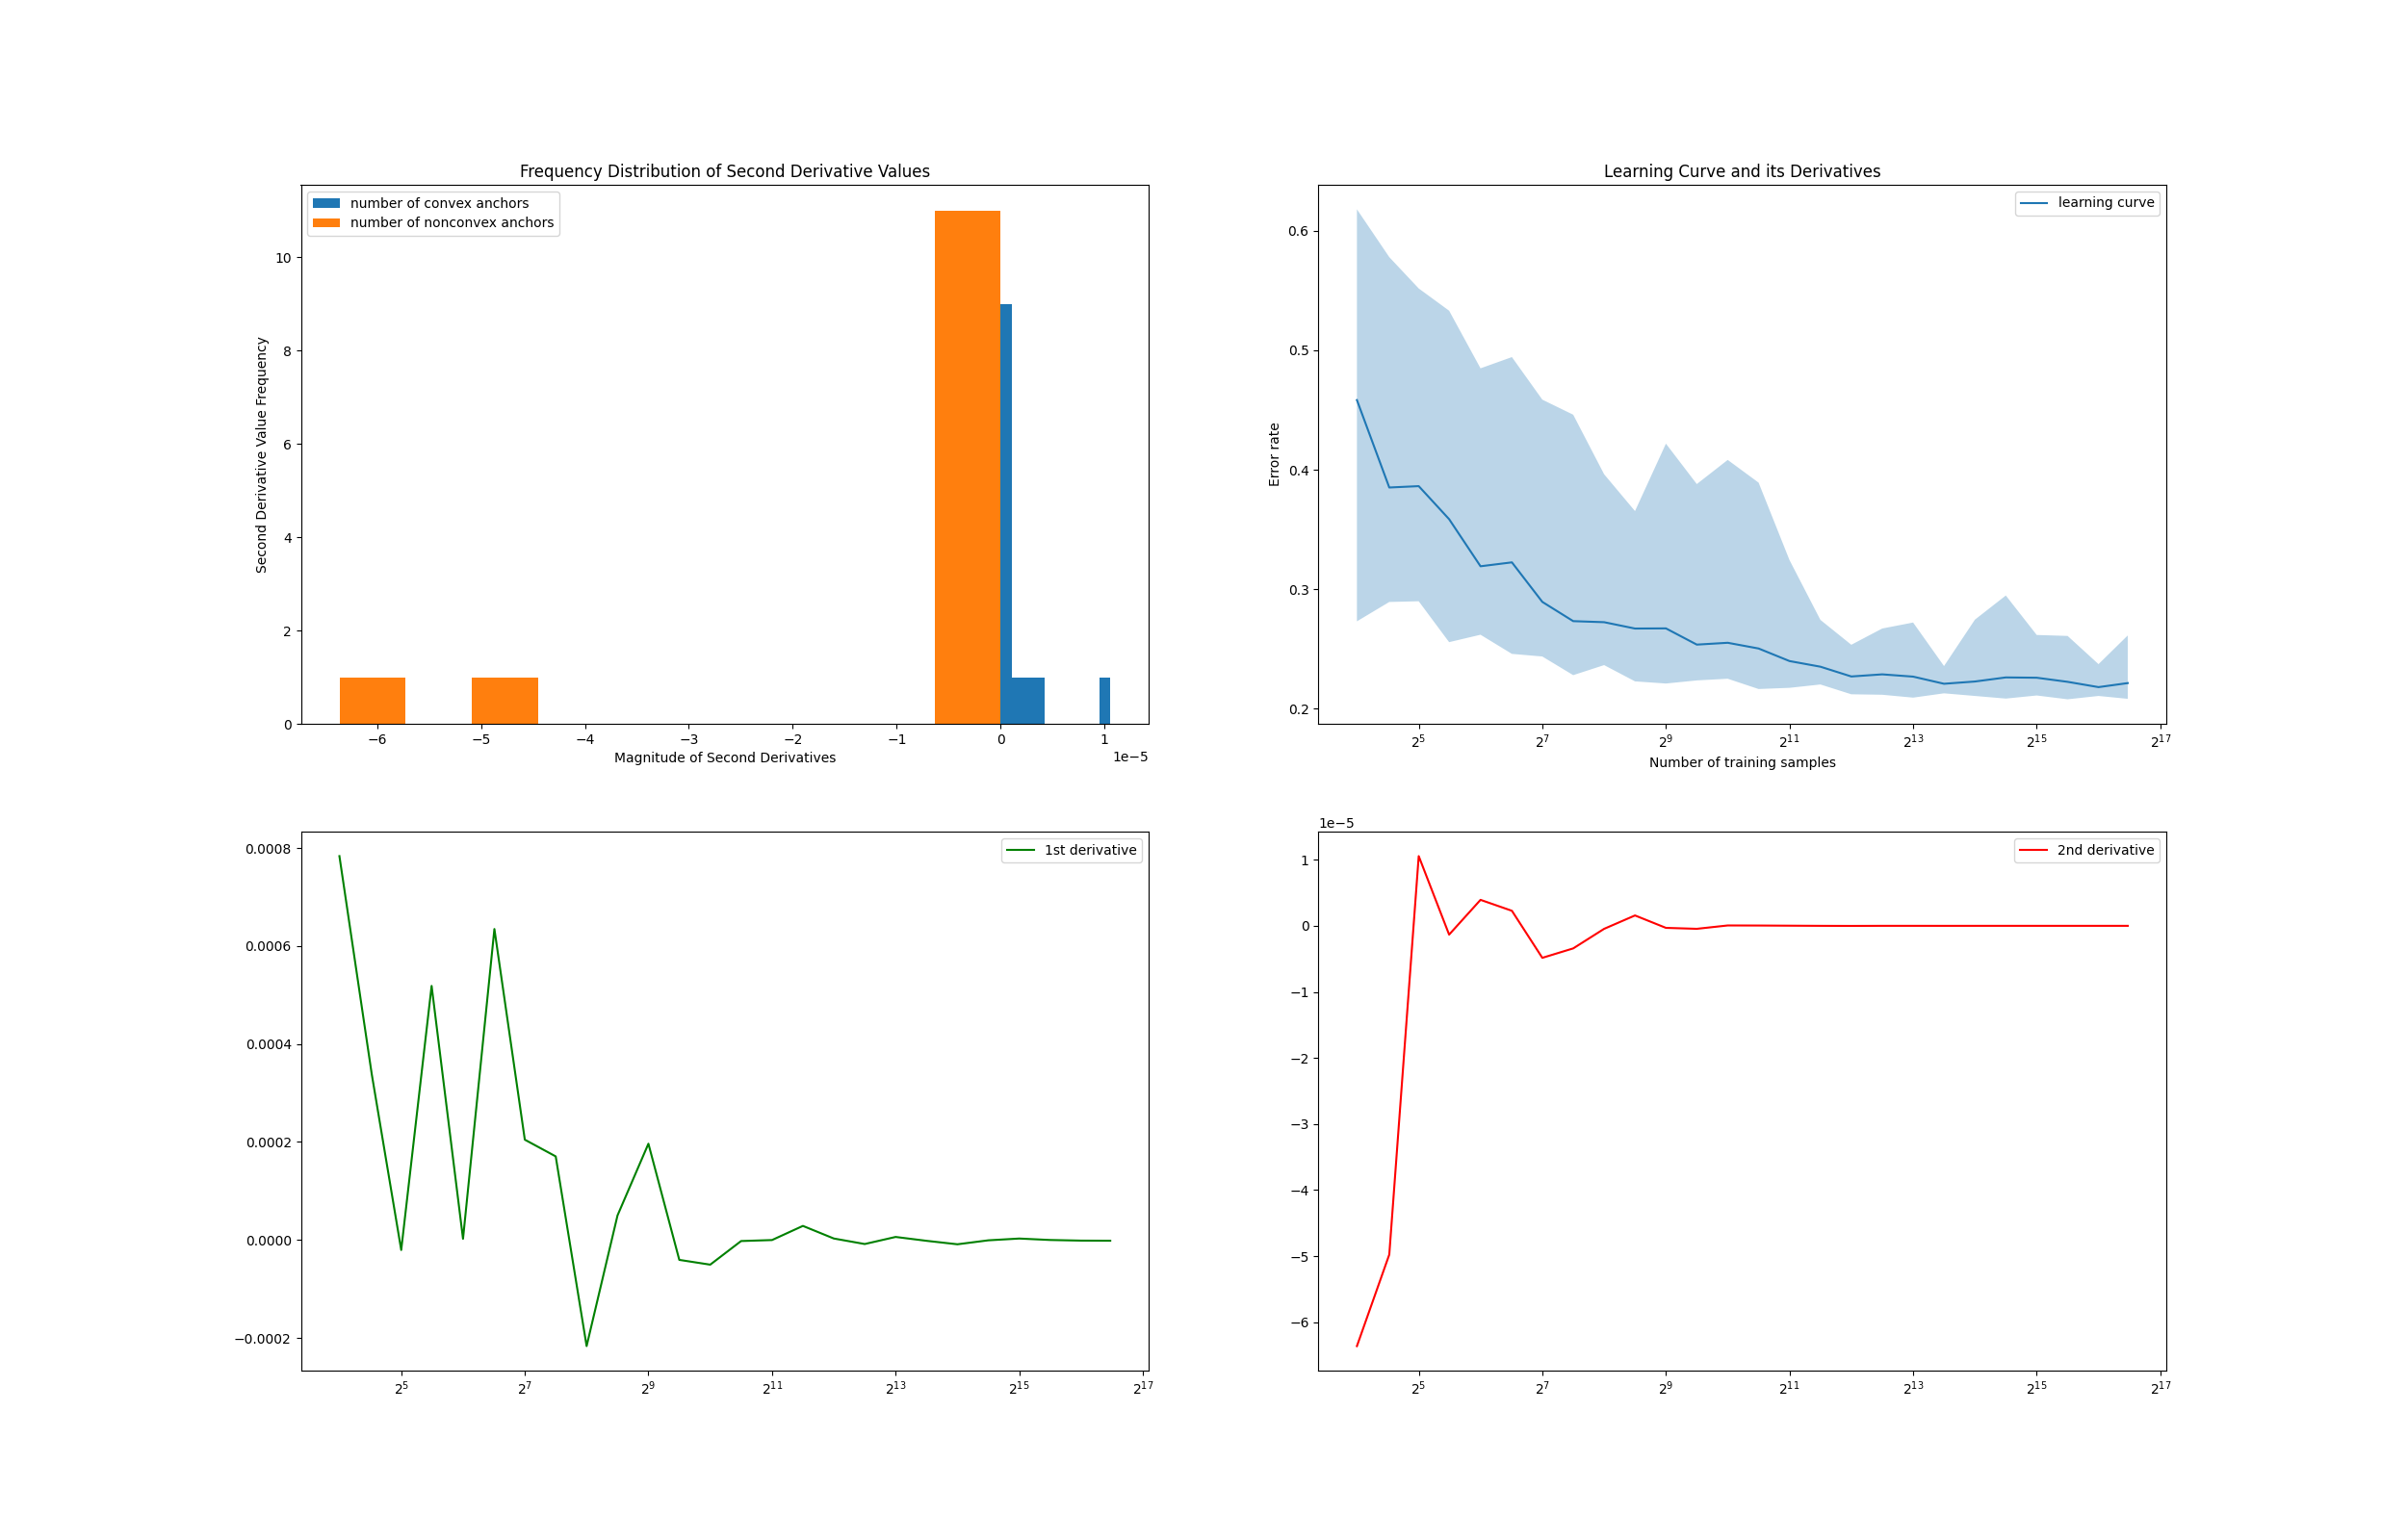 Frequency Distribution of Second Derivative Values
number of convex anchors
number of nonconvex anchors
Second Derivative Value Frequency
10
8
6
4
2
0
−6 −5 −4 −3 −2 −1 0 1
1e−5
Magnitude of Second Derivatives
Learning Curve and its Derivatives
learning curve
Error rate
0.6
0.5
0.4
0.3
0.2
2^5 2^7 2^9 2^11 2^13 2^15 2^17
Number of training samples
1st derivative
0.0008
0.0006
0.0004
0.0002
0.0000
−0.0002
2^5 2^7 2^9 2^11 2^13 2^15 2^17
1e−5
2nd derivative
1
0
−1
−2
−3
−4
−5
−6
2^5 2^7 2^9 2^11 2^13 2^15 2^17